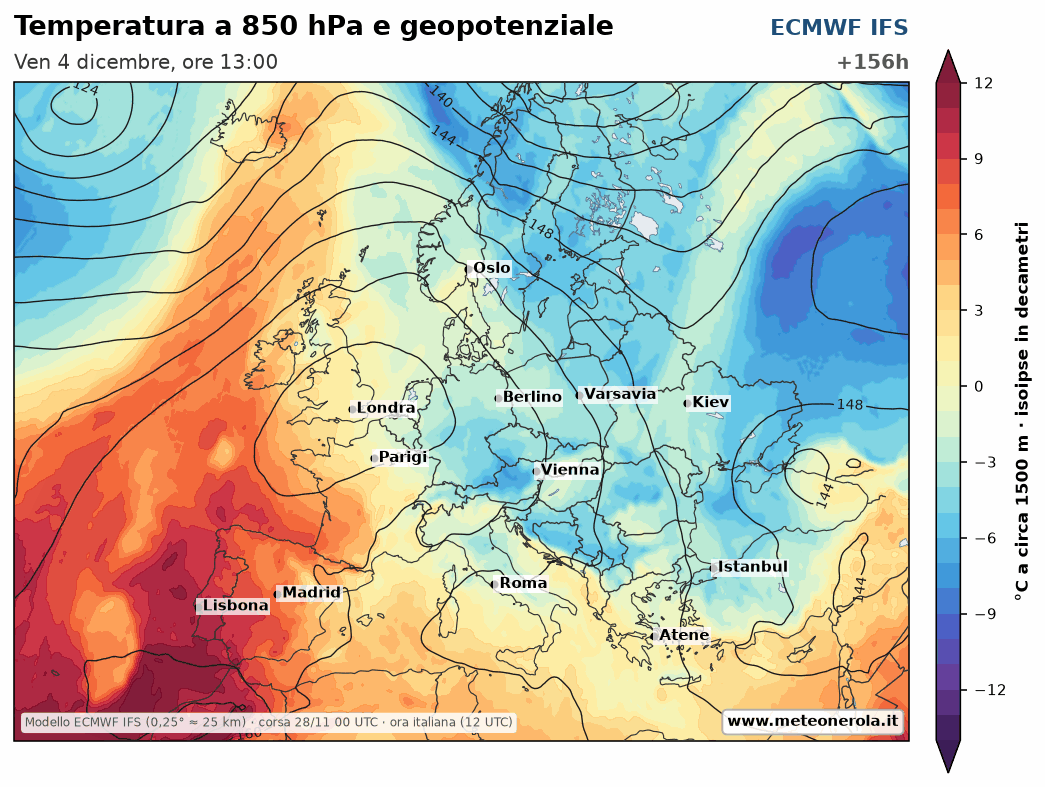 Temperatura a 850 hPa e geopotenziale
ECMWF IFS
Ven 4 dicembre, ore 13:00
+156h
124
140
144
148
Oslo
Berlino
Varsavia
Kiev
Londra
148
Parigi
Vienna
144
Istanbul
Roma
144
Madrid
Lisbona
Atene
160
Modello ECMWF IFS (0,25° ≈ 25 km) · corsa 28/11 00 UTC · ora italiana (12 UTC)
www.meteonerola.it
12
9
6
3
0
−3
−6
−9
−12
°C a circa 1500 m · isoipse in decametri